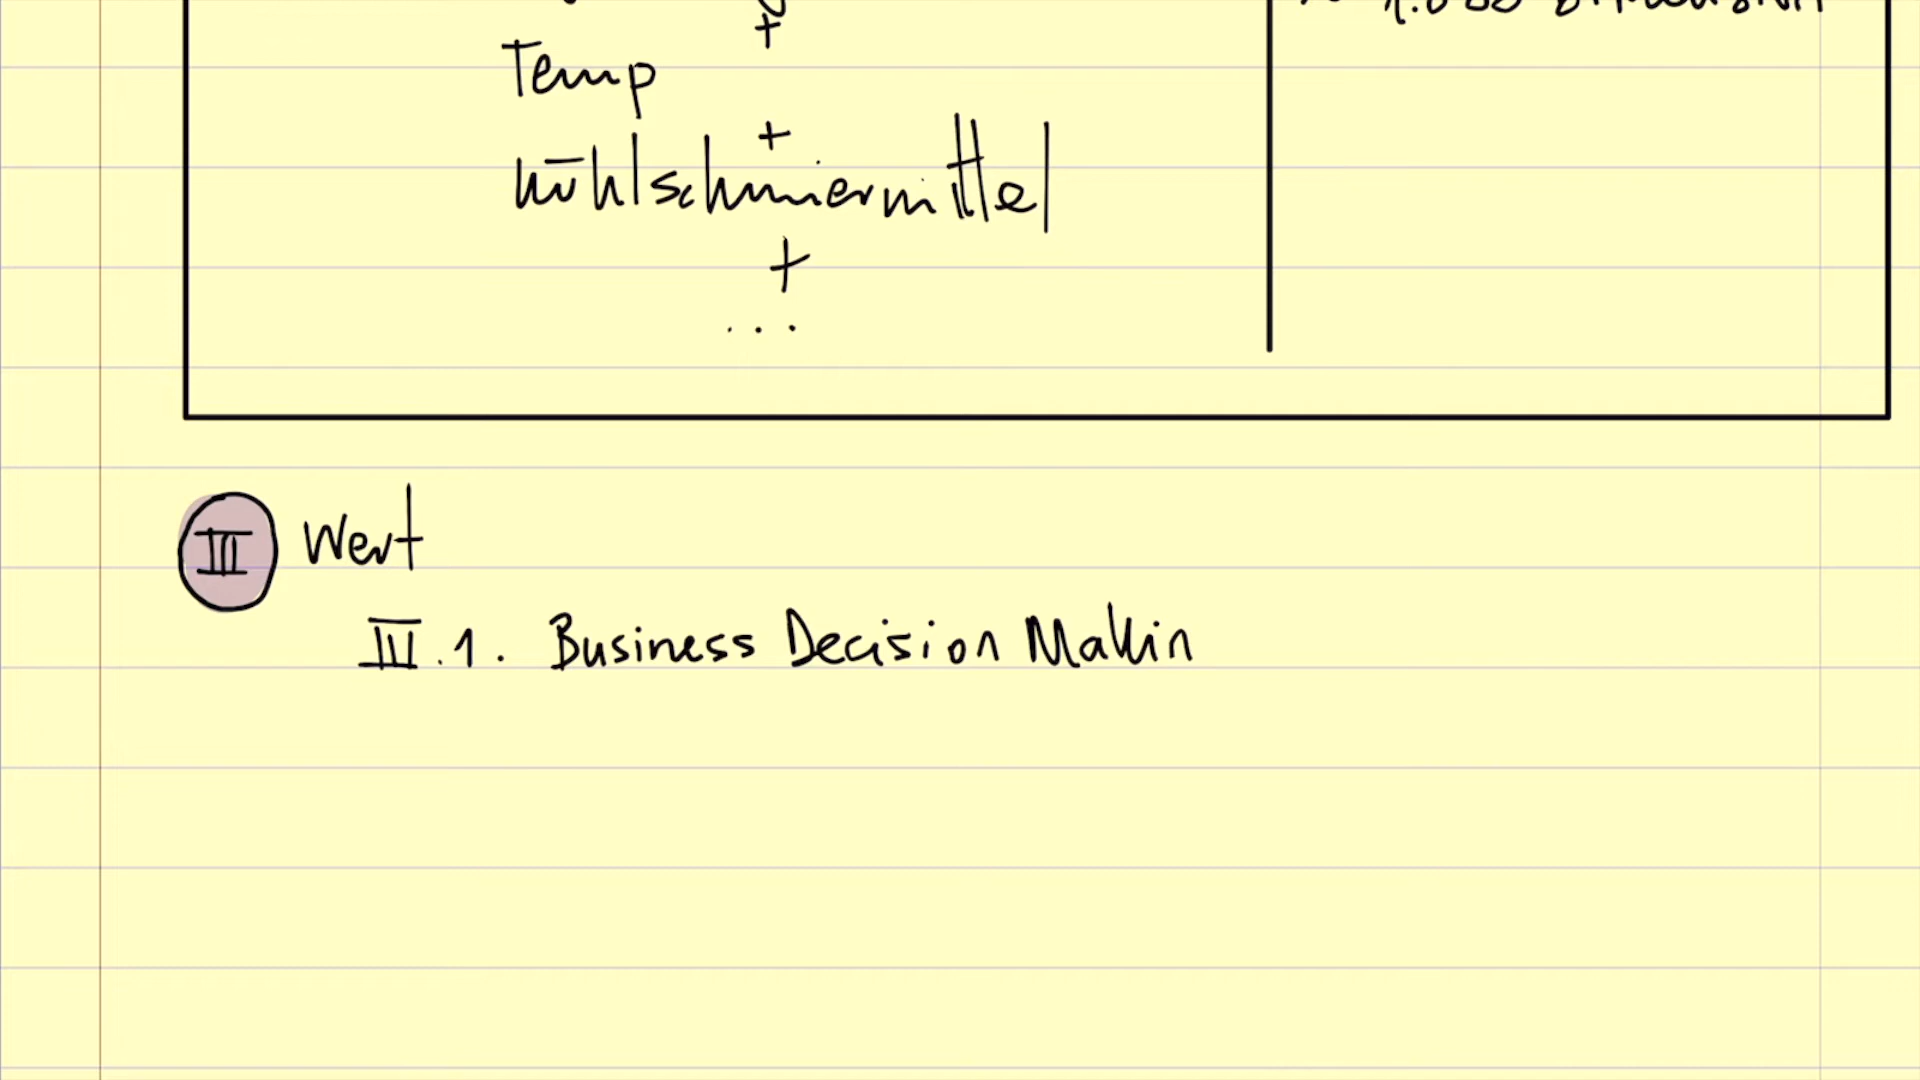 +
Temp
+
Kühlschmiermittel
+
...
III Wert
III.1. Business Decision Makin